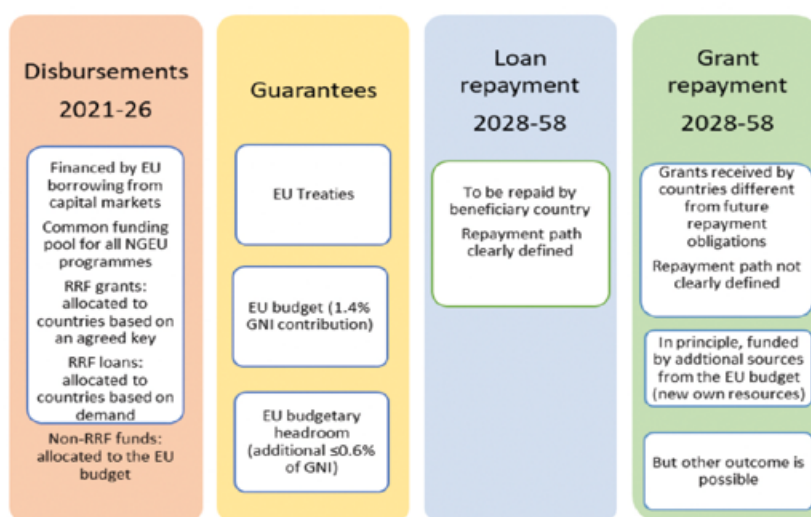 Disbursements
2021-26
Financed by EU
borrowing from
capital markets
Common funding
pool for all NGEU
programmes
RRF grants:
allocated to
countries based on
an agreed key
RRF loans:
allocated to
countries based on
demand
Non-RRF funds:
allocated to the EU
budget
Guarantees
EU Treaties
EU budget (1.4%
GNI contribution)
EU budgetary
headroom
(additional ≤0.6%
of GNI)
Loan
repayment
2028-58
To be repaid by
beneficiary country
Repayment path
clearly defined
Grant
repayment
2028-58
Grants received by
countries different
from future
repayment
obligations
Repayment path not
clearly defined
In principle, funded
by addtional sources
from the EU budget
(new own resources)
But other outcome is
possible